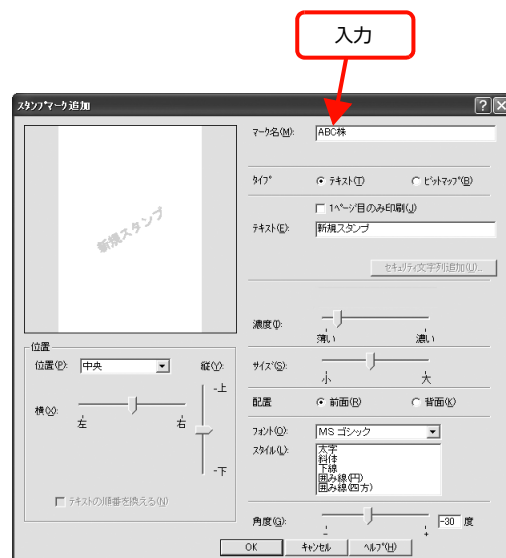 入力
スタンプマーク追加
マーク名(M): ABC株
タイプ テキスト(T) ビットマップ(B)
1ページ目のみ印刷(J)
テキスト(E): 新規スタンプ
セキュリティ文字列追加(U)...
新規スタンプ
濃度(I):
薄い 濃い
位置
位置(P): 中央 縦(Y):
上
横(X):
左 右
下
テキストの順番を換える(N)
サイズ(S):
小 大
配置 前面(R) 背面(K)
フォント(O): MS ゴシック
スタイル(L): 太字
斜体
下線
囲み線(円)
囲み線(四方)
角度(G): - + -30 度
OK キャンセル ヘルプ(H)